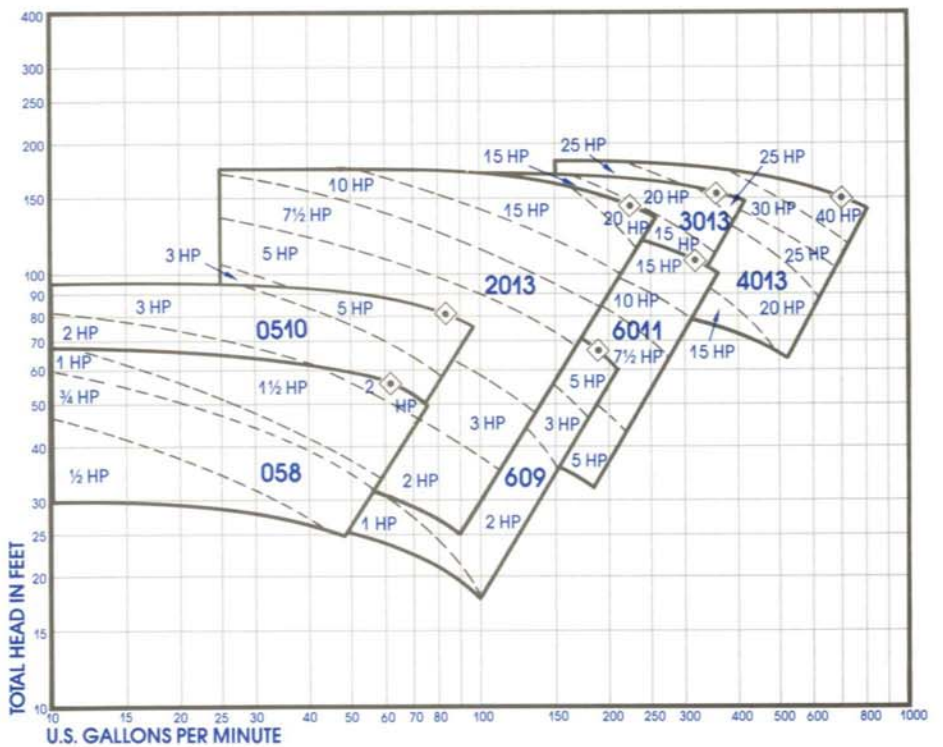 400
300
250
200
150
100
90
80
70
60
50
40
30
25
20
15
10
TOTAL HEAD IN FEET
25 HP
15 HP
25 HP
10 HP
20 HP
30 HP
40 HP
7½ HP
15 HP
20 HP
3013
15 HP
3 HP
5 HP
15 HP
25 HP
2013
4013
3 HP
5 HP
10 HP
20 HP
2 HP
0510
6011
1 HP
7½ HP
15 HP
¾ HP
1½ HP
2 HP
5 HP
3 HP
3 HP
½ HP
058
2 HP
609
5 HP
1 HP
2 HP
10 15 20 25 30 40 50 60 70 80 100 150 200 250 300 400 500 600 800 1000
U.S. GALLONS PER MINUTE